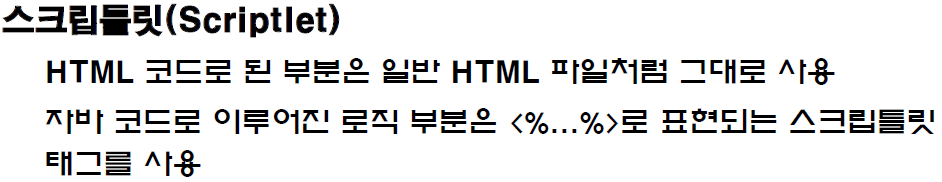 스크립틀릿(Scriptlet)
HTML 코드로 된 부분은 일반 HTML 파일처럼 그대로 사용
자바 코드로 이루어진 로직 부분은 <%...%>로 표현되는 스크립틀릿
태그를 사용